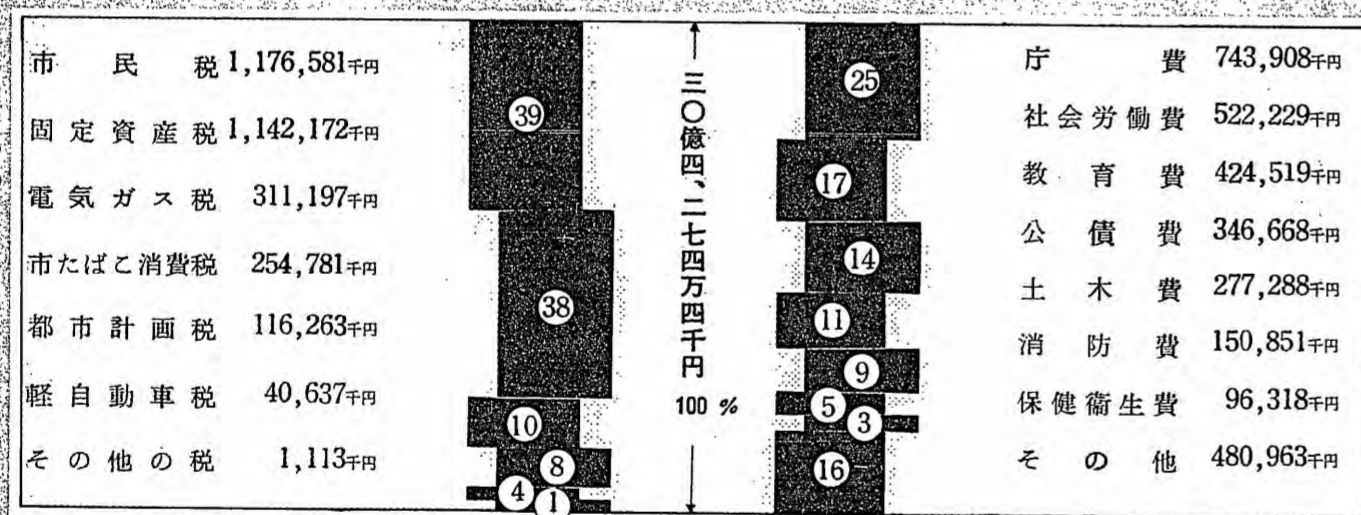 市民税 1,176,581千円
固定資産税 1,142,172千円
電気ガス税 311,197千円
市たばこ消費税 254,781千円
都市計画税 116,263千円
軽自動車税 40,637千円
その他の税 1,113千円
39
38
10
8
4
1
三〇億四、二七四万四千円
100 %
25
17
14
11
9
5
3
16
庁費 743,908千円
社会労働費 522,229千円
教育費 424,519千円
公債費 346,668千円
土木費 277,288千円
消防費 150,851千円
保健衛生費 96,318千円
その他 480,963千円